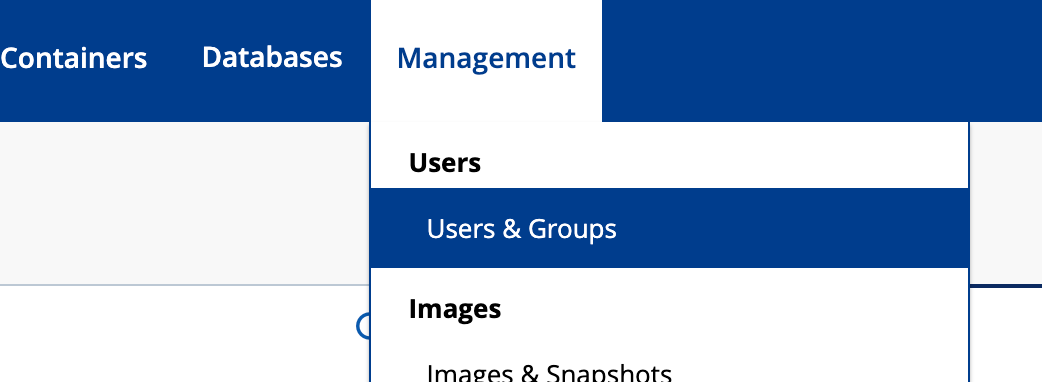 Containers Databases Management
Users
Users & Groups
Images
Images & Snapshots